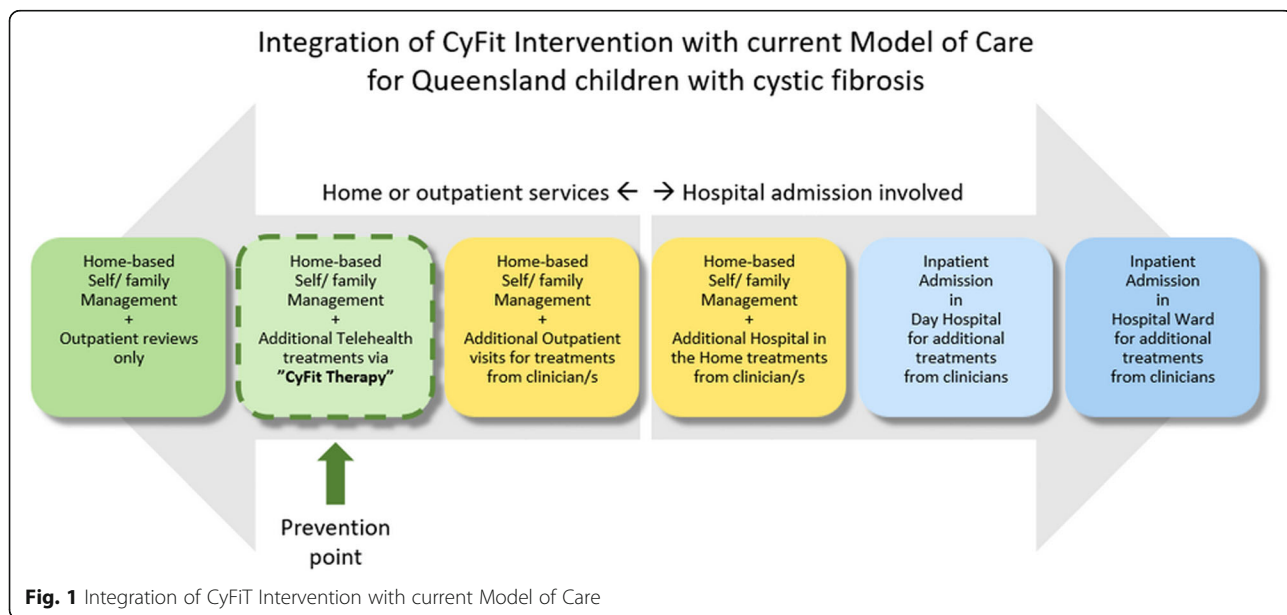 Integration of CyFit Intervention with current Model of Care
for Queensland children with cystic fibrosis
Home or outpatient services ← → Hospital admission involved
Home-based
Self/ family
Management
+
Outpatient reviews
only
Home-based
Self/ family
Management
+
Additional Telehealth
treatments via
”CyFit Therapy”
Home-based
Self/ family
Management
+
Additional Outpatient
visits for treatments
from clinician/s
Home-based
Self/ family
Management
+
Additional Hospital in
the Home treatments
from clinician/s
Inpatient
Admission
in
Day Hospital
for additional
treatments
from clinicians
Inpatient
Admission
in
Hospital Ward
for additional
treatments
from clinicians
Prevention
point
Fig. 1 Integration of CyFiT Intervention with current Model of Care